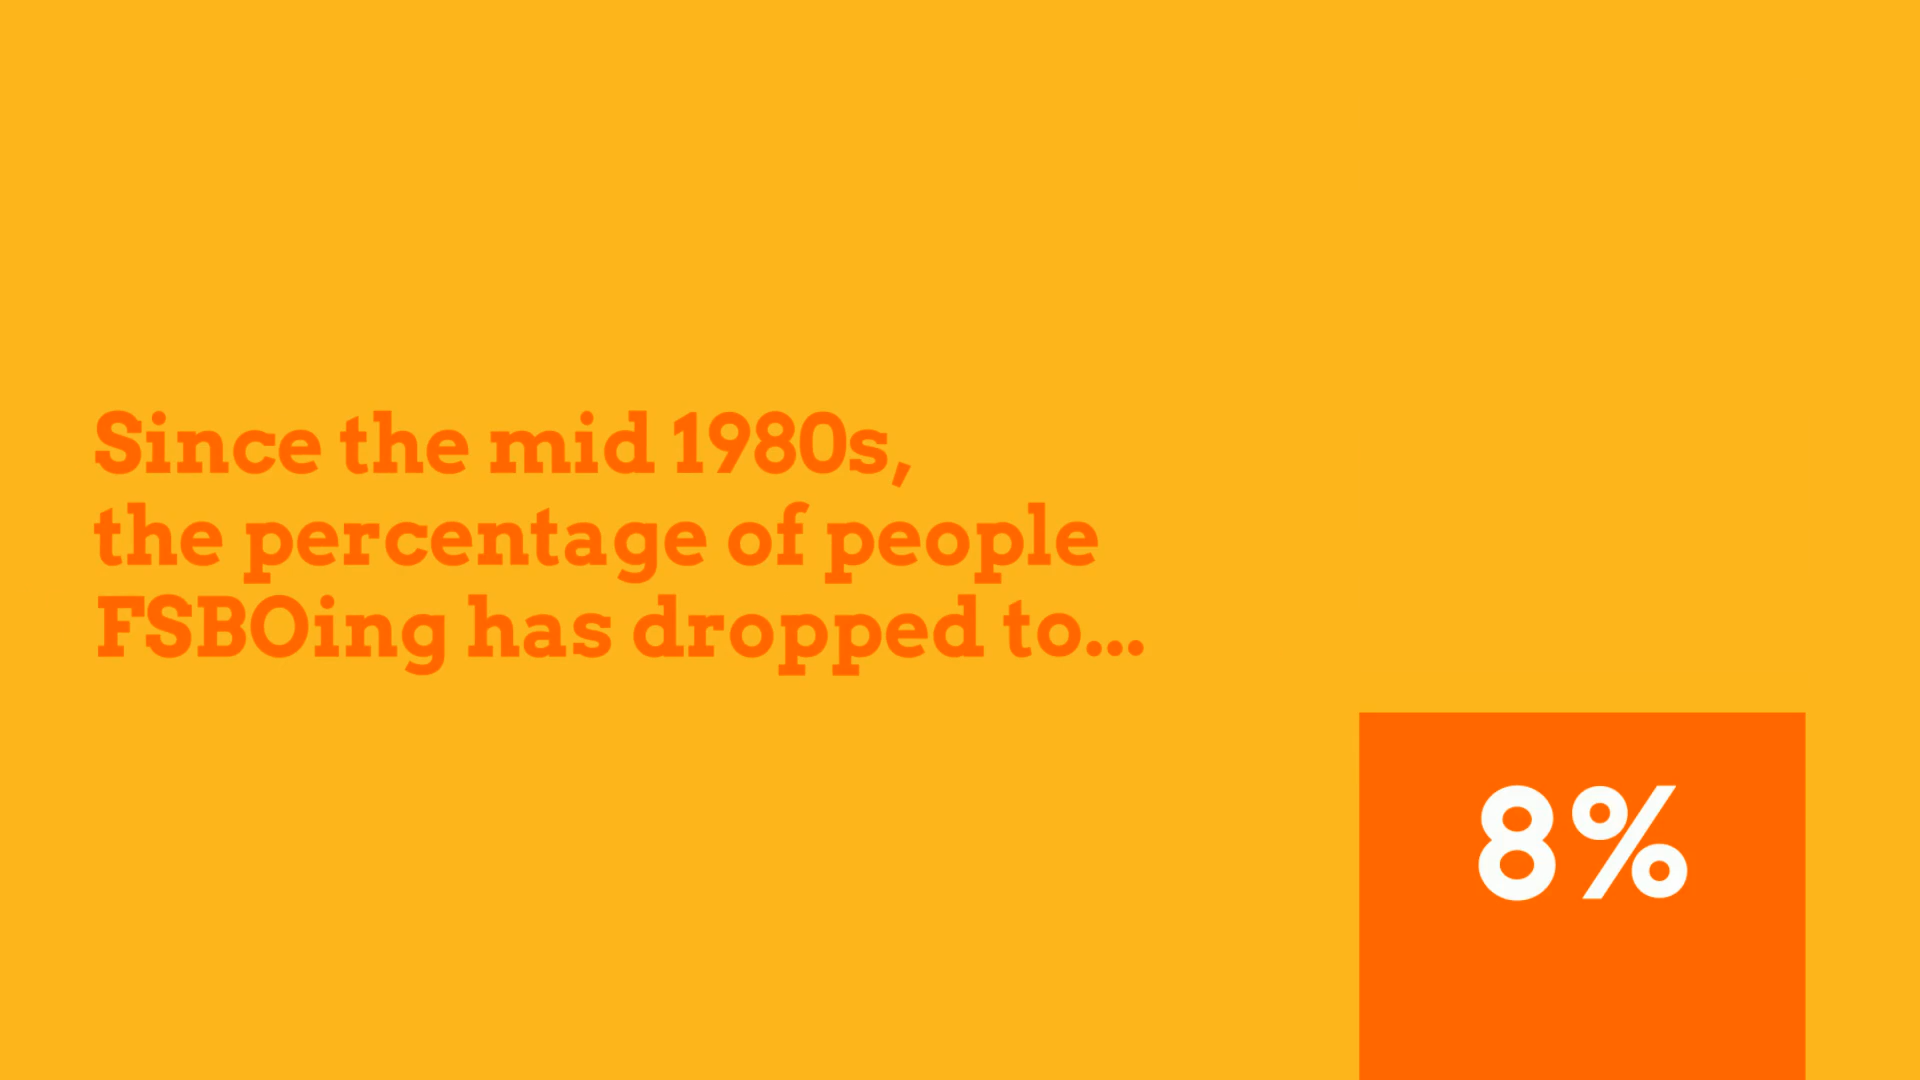 Since the mid 1980s,
the percentage of people
FSBOing has dropped to...
8%